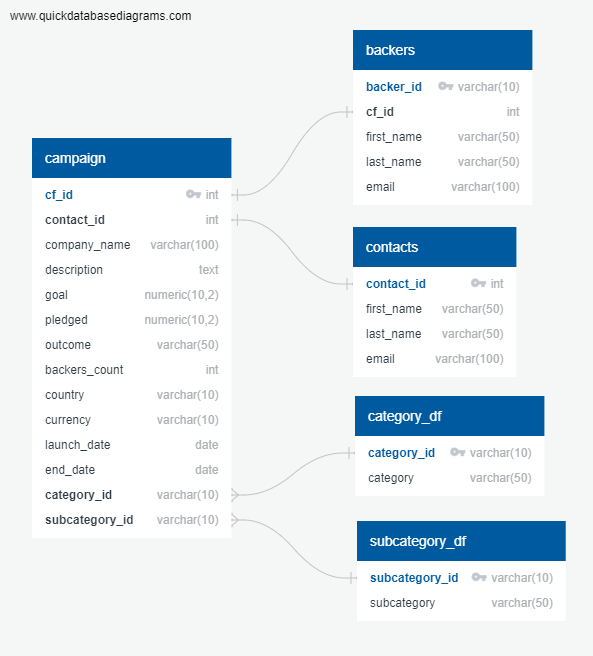 www.quickdatabasediagrams.com
campaign
cf_id int
contact_id int
company_name varchar(100)
description text
goal numeric(10,2)
pledged numeric(10,2)
outcome varchar(50)
backers_count int
country varchar(10)
currency varchar(10)
launch_date date
end_date date
category_id varchar(10)
subcategory_id varchar(10)
backers
backer_id varchar(10)
cf_id int
first_name varchar(50)
last_name varchar(50)
email varchar(100)
contacts
contact_id int
first_name varchar(50)
last_name varchar(50)
email varchar(100)
category_df
category_id varchar(10)
category varchar(50)
subcategory_df
subcategory_id varchar(10)
subcategory varchar(50)